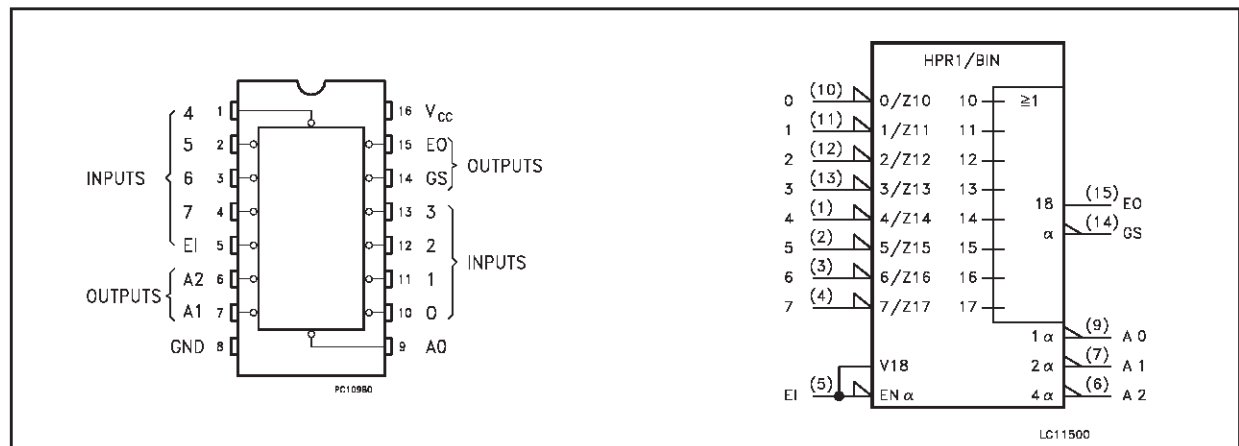 4 1 16 VCC
5 2 15 EO
OUTPUTS
6 3 14 GS
INPUTS
7 4 13 3
EI 5 12 2
INPUTS
A2 6 11 1
OUTPUTS
A1 7 10 0
GND 8 9 A0
PC10960
HPR1/BIN
0 (10) 0/Z10 10 ≧1
1 (11) 1/Z11 11
2 (12) 2/Z12 12
3 (13) 3/Z13 13
18 (15) EO
4 (1) 4/Z14 14
α (14) GS
5 (2) 5/Z15 15
6 (3) 6/Z16 16
7 (4) 7/Z17 17
1 α (9) A 0
V18 2 α (7) A 1
EI (5) EN α 4 α (6) A 2
LC11500